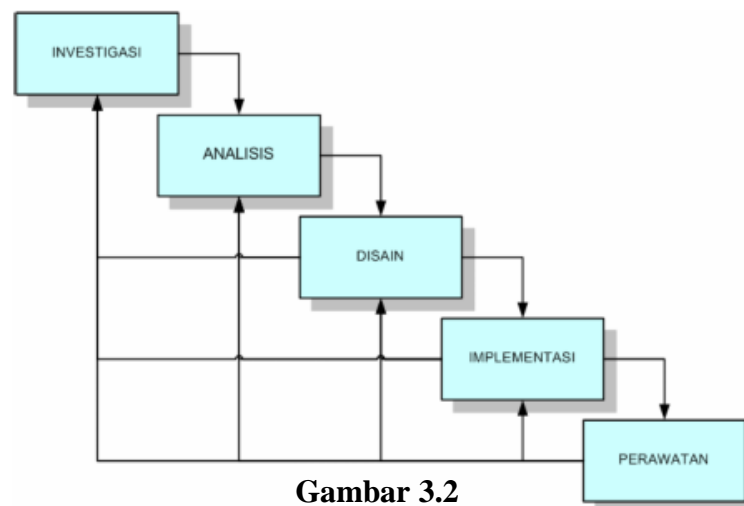 INVESTIGASI
ANALISIS
DISAIN
IMPLEMENTASI
PERAWATAN
Gambar 3.2